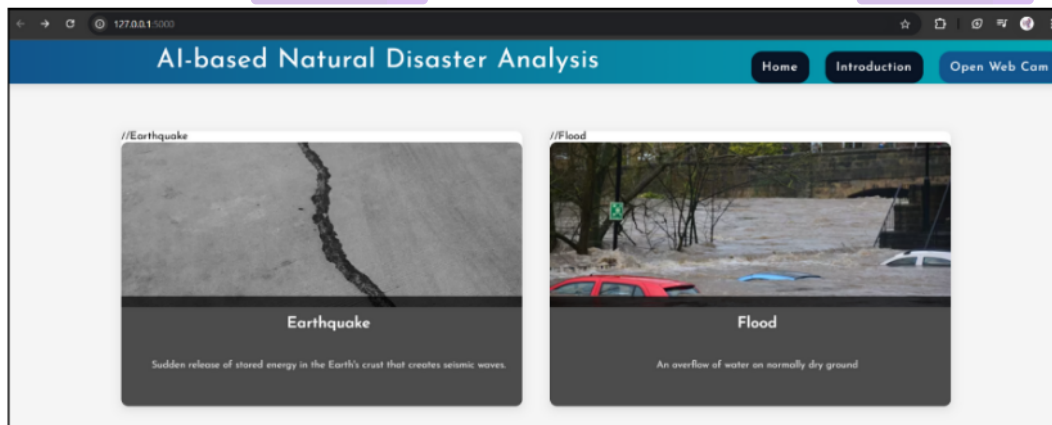 127.0.0.1:5000
AI-based Natural Disaster Analysis
Home
Introduction
Open Web Cam
//Earthquake
//Flood
Earthquake
Flood
Sudden release of stored energy in the Earth's crust that creates seismic waves.
An overflow of water on normally dry ground